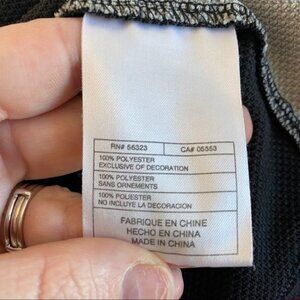 RN# 56323 CA# 05553
100% POLYESTER
EXCLUSIVE OF DECORATION
100% POLYESTER
SANS ORNEMENTS
100% POLIESTER
NO INCLUYE LA DECORACION
FABRIQUE EN CHINE
HECHO EN CHINA
MADE IN CHINA